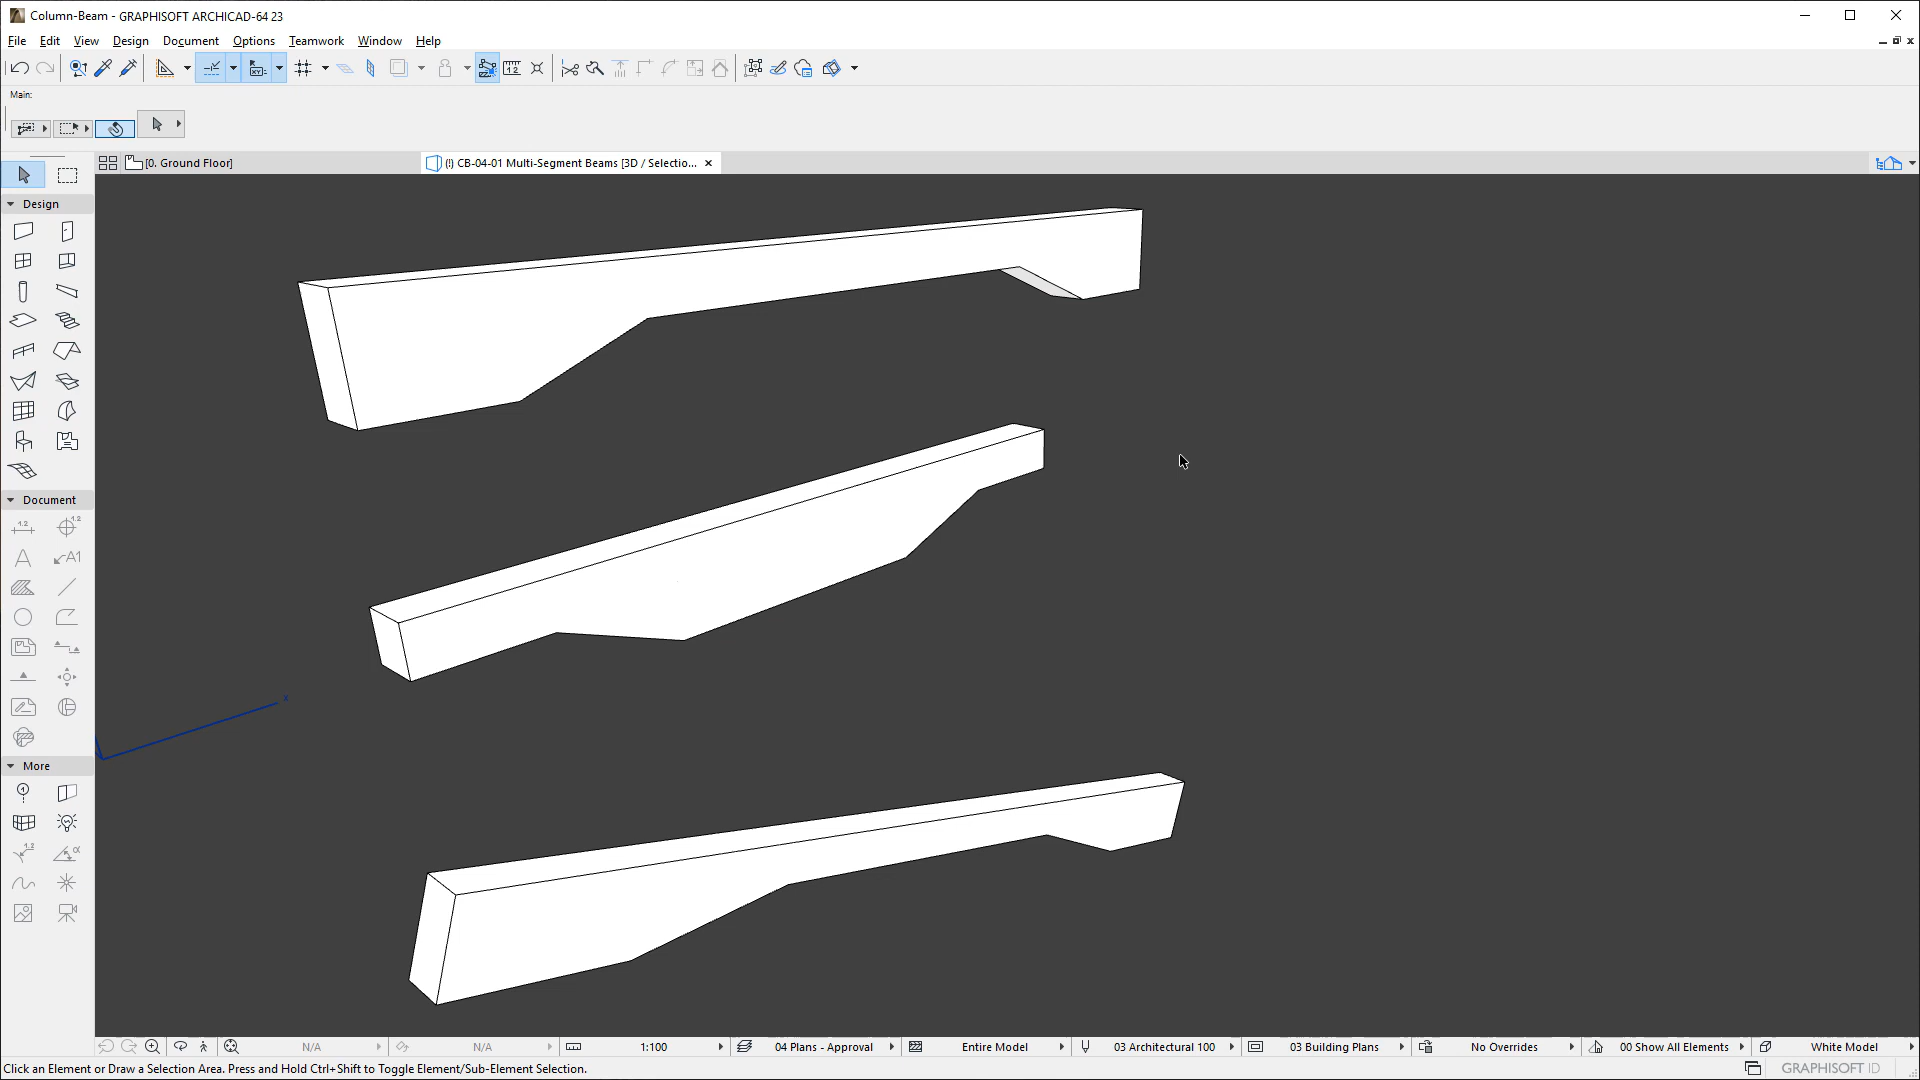 Column-Beam - GRAPHISOFT ARCHICAD-64 23
File Edit View Design Document Options Teamwork Window Help
Main:
[0. Ground Floor]
(!) CB-04-01 Multi-Segment Beams [3D / Selectio...
Design
Document
More
x
N/A
N/A
1:100
04 Plans - Approval
Entire Model
03 Architectural 100
03 Building Plans
No Overrides
00 Show All Elements
White Model
Click an Element or Draw a Selection Area. Press and Hold Ctrl+Shift to Toggle Element/Sub-Element Selection.
GRAPHISOFT ID